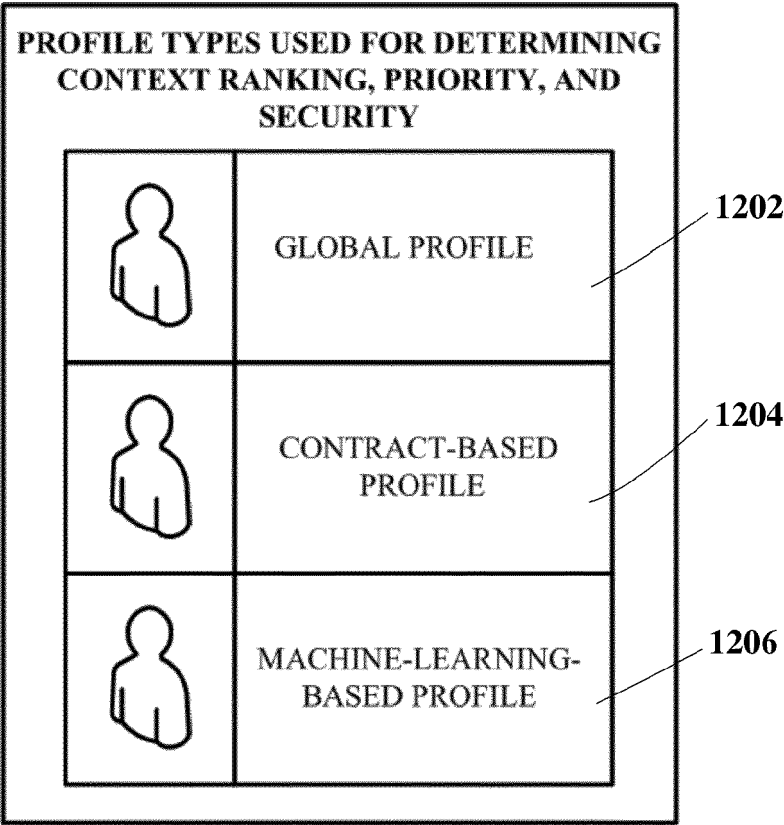 PROFILE TYPES USED FOR DETERMINING
CONTEXT RANKING, PRIORITY, AND
SECURITY
GLOBAL PROFILE
1202
CONTRACT-BASED
PROFILE
1204
MACHINE-LEARNING-
BASED PROFILE
1206